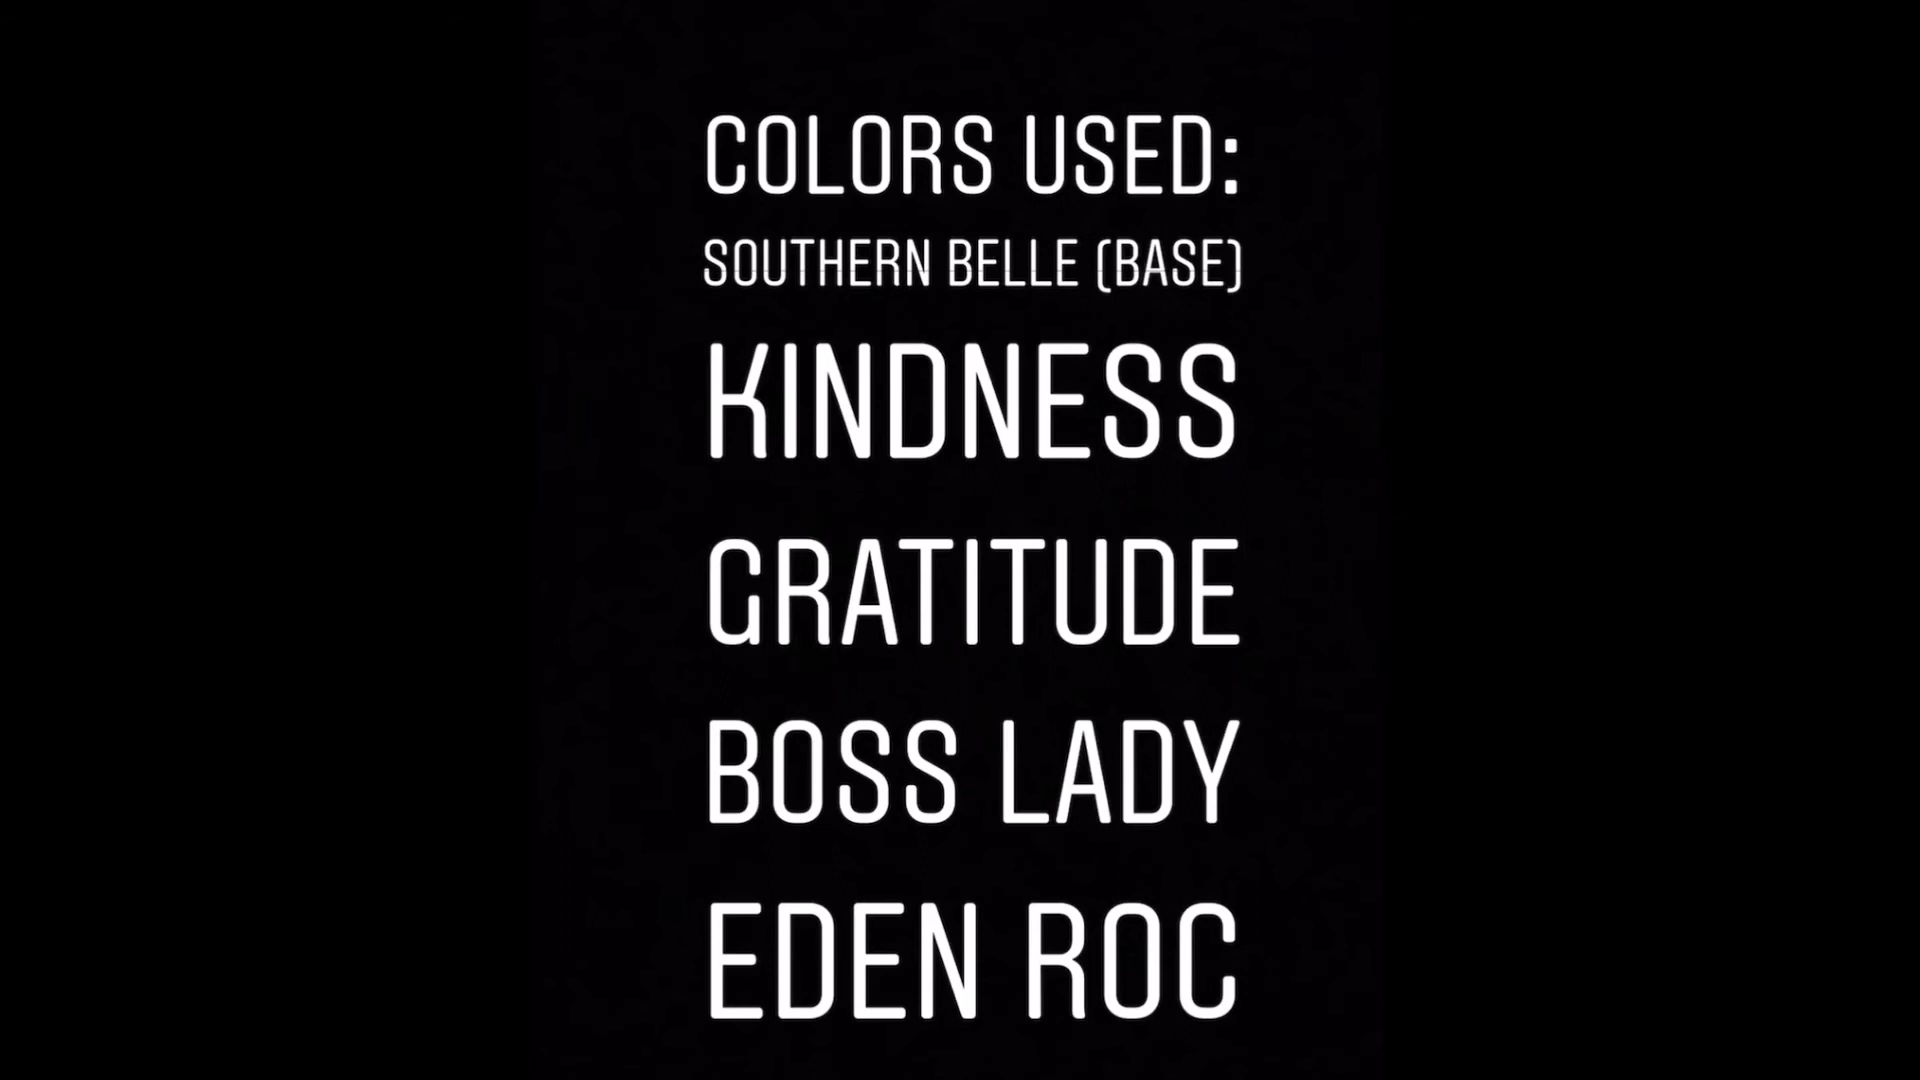 COLORS USED:
SOUTHERN BELLE (BASE)
KINDNESS
GRATITUDE
BOSS LADY
EDEN ROC